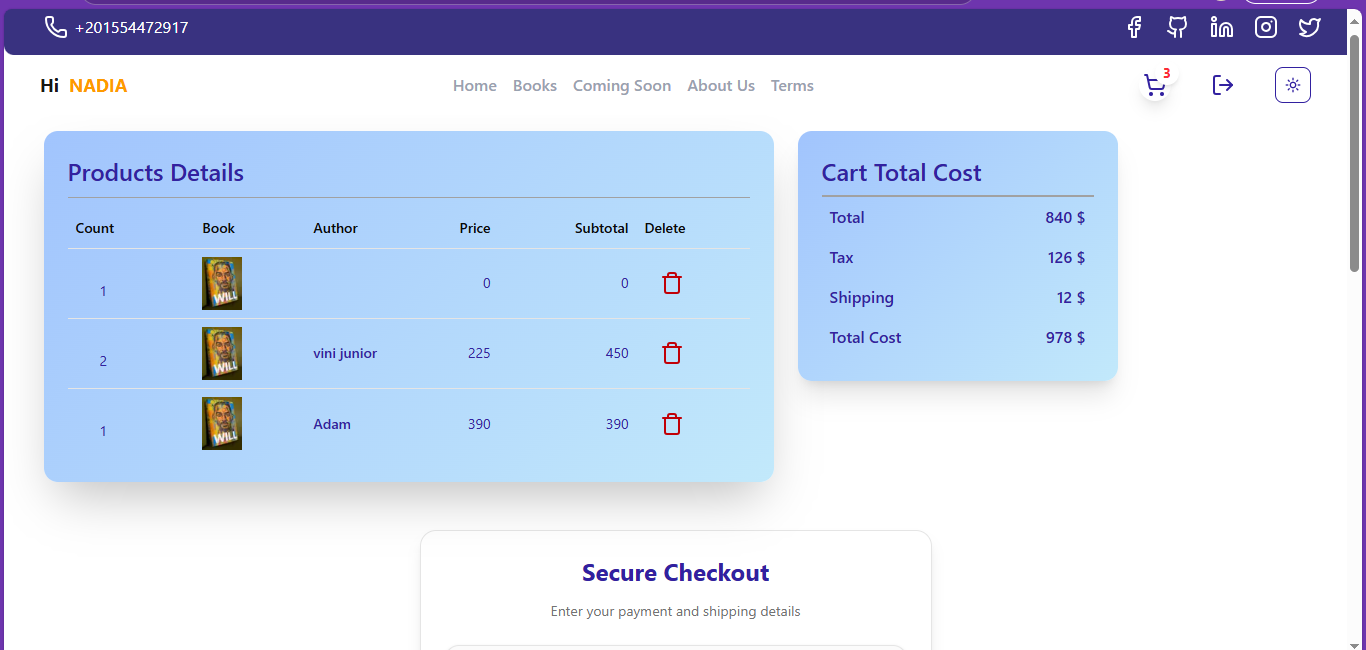 +201554472917
Hi NADIA Home Books Coming Soon About Us Terms 3
Products Details
Count Book Author Price Subtotal Delete
1 WILL 0 0
2 WILL vini junior 225 450
1 WILL Adam 390 390
Cart Total Cost
Total 840 $
Tax 126 $
Shipping 12 $
Total Cost 978 $
Secure Checkout
Enter your payment and shipping details